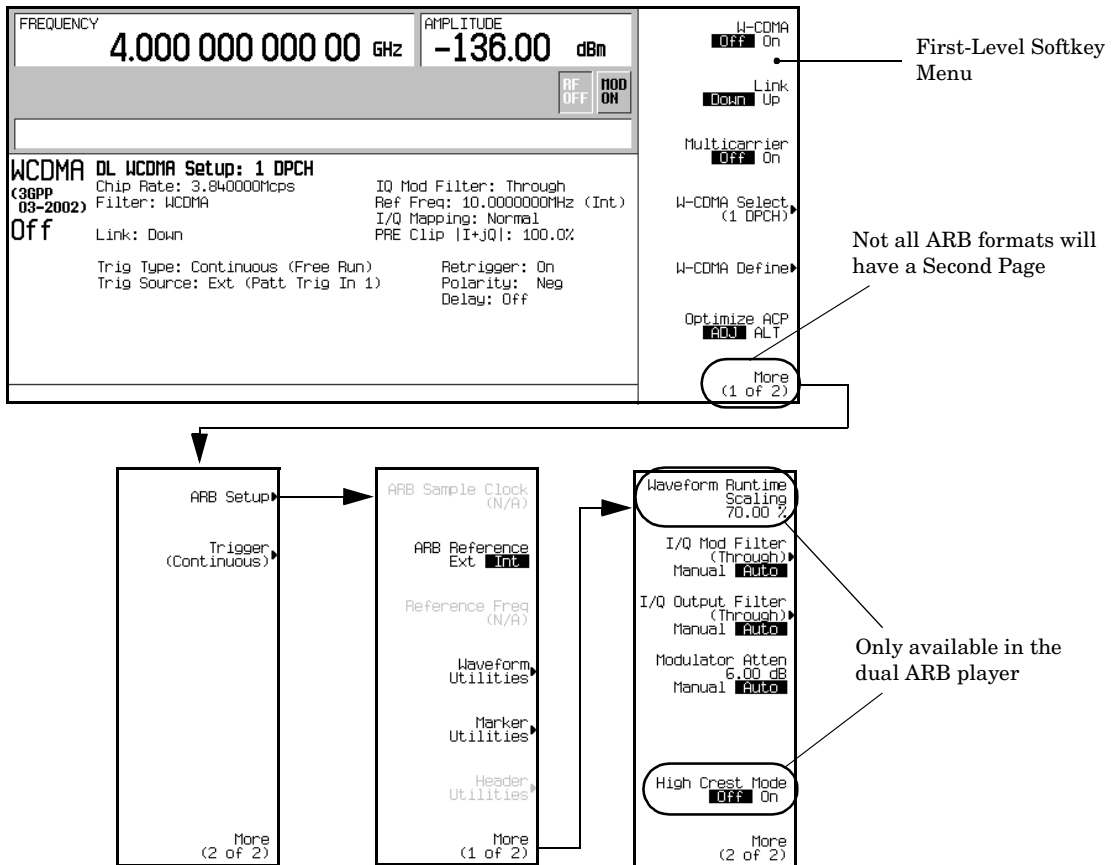 FREQUENCY
4.000 000 000 00 GHz
AMPLITUDE
-136.00 dBm
RF OFF
MOD ON
WCDMA
(3GPP 03-2002)
Off
DL WCDMA Setup: 1 DPCH
Chip Rate: 3.840000Mcps
Filter: WCDMA
Link: Down
IQ Mod Filter: Through
Ref Freq: 10.0000000MHz (Int)
I/Q Mapping: Normal
PRE Clip |I+jQ|: 100.0%
Trig Type: Continuous (Free Run)
Trig Source: Ext (Patt Trig In 1)
Retrigger: On
Polarity: Neg
Delay: Off
W-CDMA
Off On
Link
Down Up
Multicarrier
Off On
W-CDMA Select
(1 DPCH)
W-CDMA Define
Optimize ACP
ADJ ALT
More
(1 of 2)
First-Level Softkey
Menu
Not all ARB formats will
have a Second Page
ARB Setup
Trigger
(Continuous)
More
(2 of 2)
ARB Sample Clock
(N/A)
ARB Reference
Ext Int
Reference Freq
(N/A)
Waveform
Utilities
Marker
Utilities
Header
Utilities
More
(1 of 2)
Waveform Runtime
Scaling
70.00 %
I/Q Mod Filter
(Through)
Manual Auto
I/Q Output Filter
(Through)
Manual Auto
Modulator Atten
6.00 dB
Manual Auto
High Crest Mode
Off On
More
(2 of 2)
Only available in the
dual ARB player